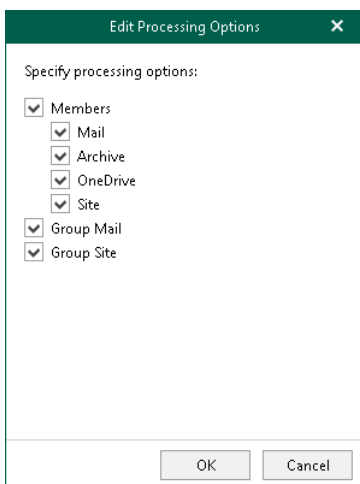 Edit Processing Options
Specify processing options:
Members
Mail
Archive
OneDrive
Site
Group Mail
Group Site
OK Cancel